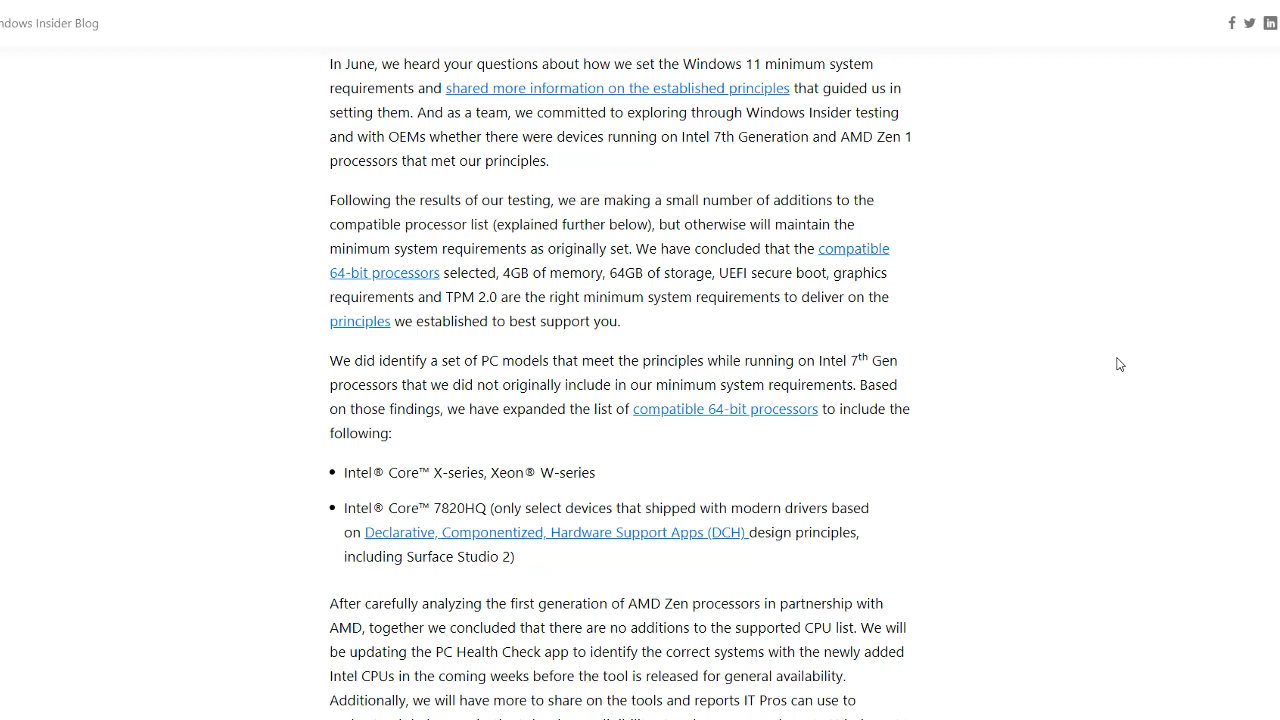 ndows Insider Blog
In June, we heard your questions about how we set the Windows 11 minimum system
requirements and shared more information on the established principles that guided us in
setting them. And as a team, we committed to exploring through Windows Insider testing
and with OEMs whether there were devices running on Intel 7th Generation and AMD Zen 1
processors that met our principles.
Following the results of our testing, we are making a small number of additions to the
compatible processor list (explained further below), but otherwise will maintain the
minimum system requirements as originally set. We have concluded that the compatible
64-bit processors selected, 4GB of memory, 64GB of storage, UEFI secure boot, graphics
requirements and TPM 2.0 are the right minimum system requirements to deliver on the
principles we established to best support you.
We did identify a set of PC models that meet the principles while running on Intel 7th Gen
processors that we did not originally include in our minimum system requirements. Based
on those findings, we have expanded the list of compatible 64-bit processors to include the
following:
• Intel® Core™ X-series, Xeon® W-series
• Intel® Core™ 7820HQ (only select devices that shipped with modern drivers based
on Declarative, Componentized, Hardware Support Apps (DCH) design principles,
including Surface Studio 2)
After carefully analyzing the first generation of AMD Zen processors in partnership with
AMD, together we concluded that there are no additions to the supported CPU list. We will
be updating the PC Health Check app to identify the correct systems with the newly added
Intel CPUs in the coming weeks before the tool is released for general availability.
Additionally, we will have more to share on the tools and reports IT Pros can use to